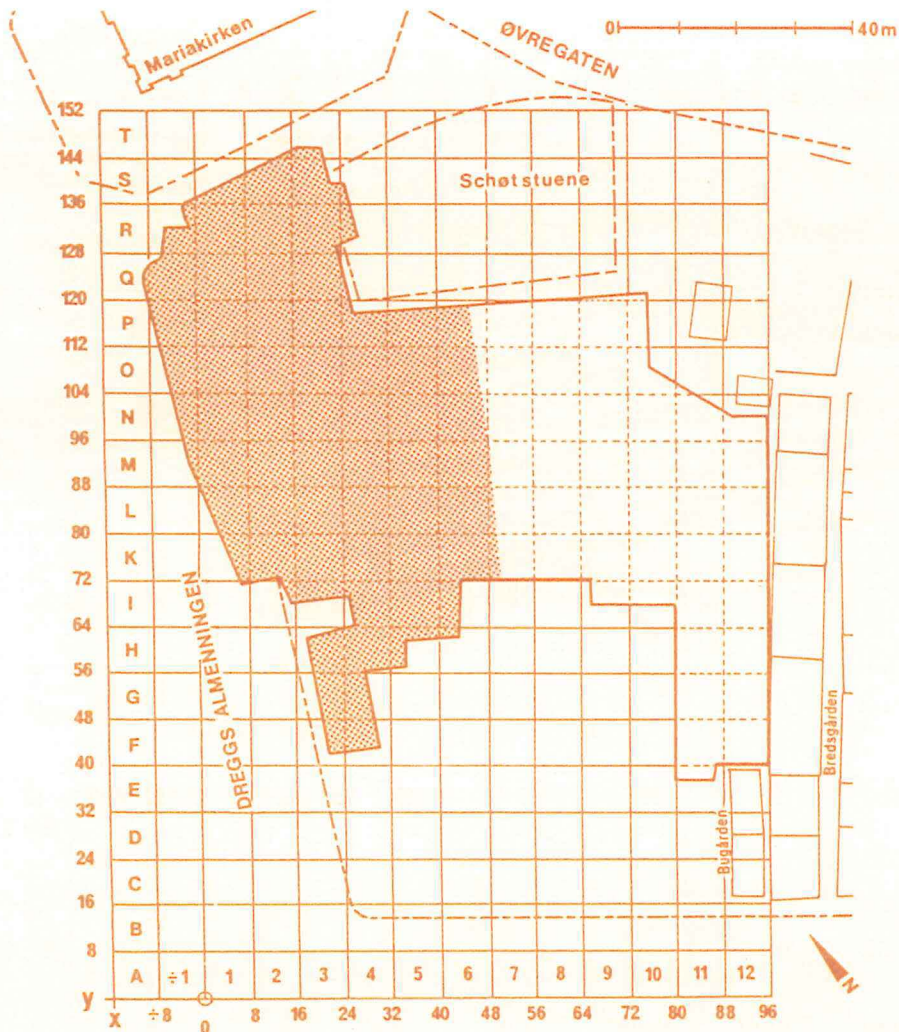 0 40m
Mariakirken
ØVREGATEN
152
T
144
S
Schøtstuene
136
R
128
Q
120
P
112
O
104
N
96
M
88
L
80
K
72
I
64
H
56
G
48
F
40
E
32
D
24
C
16
B
8
A ÷1 1 2 3 4 5 6 7 8 9 10 11 12
y
x ÷8 0 8 16 24 32 40 48 56 64 72 80 88 96
DREGGS ALMENNINGEN
Bugården
Bredsgården
N